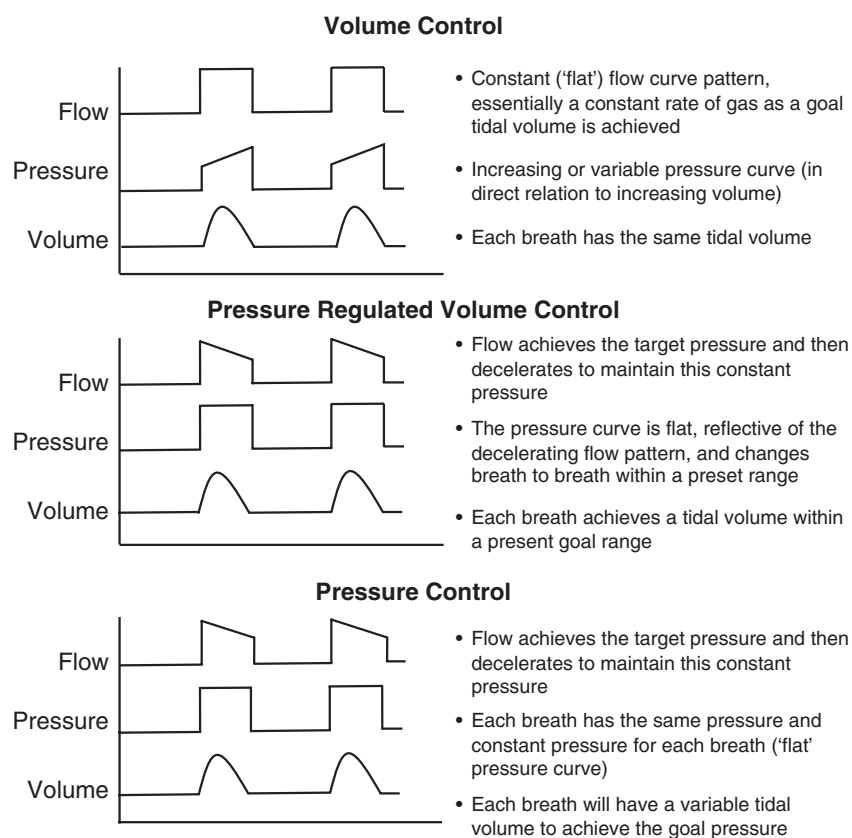 Volume Control
Flow
Pressure
Volume
• Constant (‘flat’) flow curve pattern,
essentially a constant rate of gas as a goal
tidal volume is achieved
• Increasing or variable pressure curve (in
direct relation to increasing volume)
• Each breath has the same tidal volume
Pressure Regulated Volume Control
Flow
Pressure
Volume
• Flow achieves the target pressure and then
decelerates to maintain this constant
pressure
• The pressure curve is flat, reflective of the
decelerating flow pattern, and changes
breath to breath within a preset range
• Each breath achieves a tidal volume within
a present goal range
Pressure Control
Flow
Pressure
Volume
• Flow achieves the target pressure and then
decelerates to maintain this constant
pressure
• Each breath has the same pressure and
constant pressure for each breath (‘flat’
pressure curve)
• Each breath will have a variable tidal
volume to achieve the goal pressure